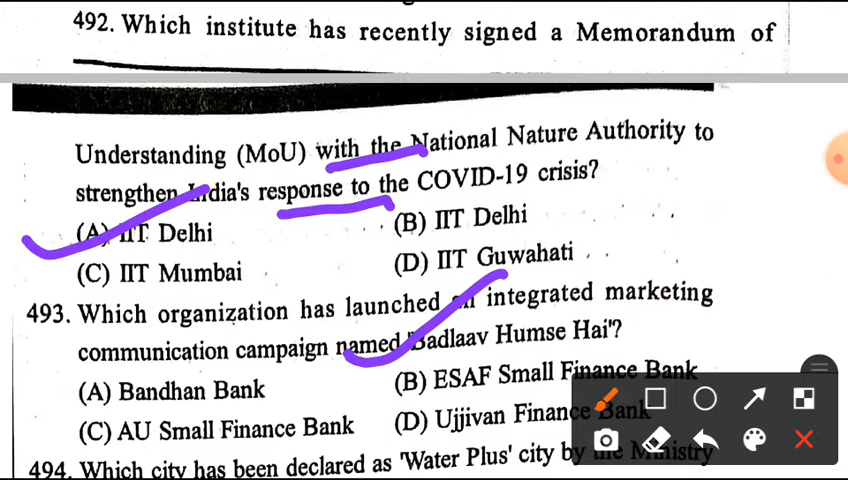 492. Which institute has recently signed a Memorandum of
Understanding (MoU) with the National Nature Authority to
strengthen India's response to the COVID-19 crisis?
(A) IIT Delhi
(B) IIT Delhi
(C) IIT Mumbai
(D) IIT Guwahati
493. Which organization has launched an integrated marketing
communication campaign named 'Badlaav Humse Hai"?
(A) Bandhan Bank
(B) ESAF Small Finance Bank
(C) AU Small Finance Bank
(D) Ujjivan Finance Bank
494. Which city has been declared as 'Water Plus' city by the Ministry